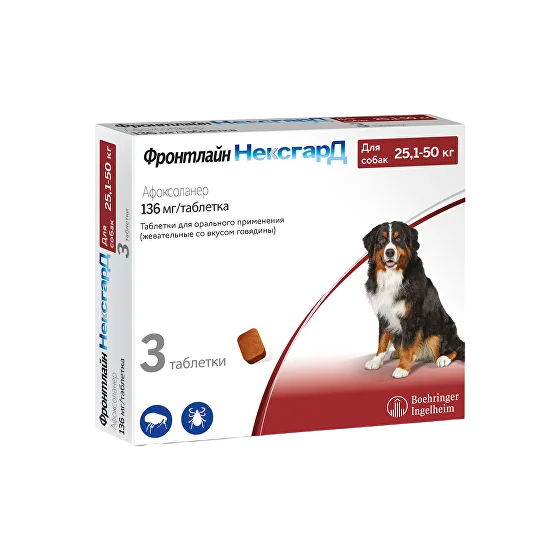 Фронтлайн НексгарД
Для собак 25,1-50 кг
Афоксоланер
136 мг/таблетка
Таблетки для орального применения
(жевательные со вкусом говядины)
3 таблетки
Boehringer
Ingelheim
Фронтлайн НексгарД
Для собак 25,1-50 кг
Афоксоланер
136 мг/таблетка
3 таблетки